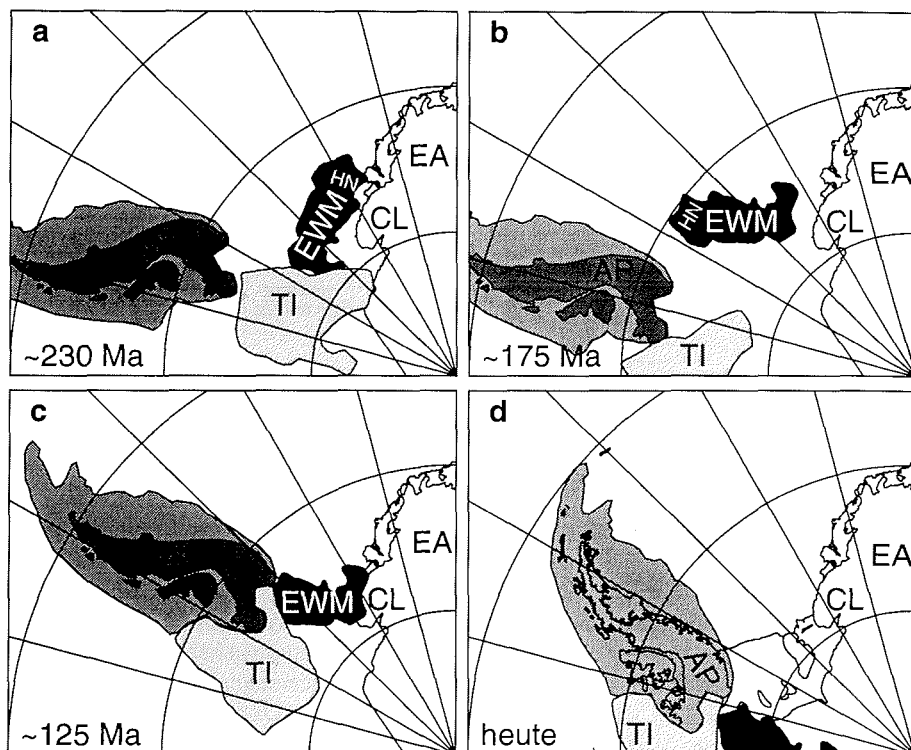 a
EA
HN
EWM
CL
TI
~230 Ma
b
EA
HN
EWM
CL
AP
TI
~175 Ma
c
EA
EWM
CL
TI
~125 Ma
d
EA
CL
AP
TI
heute